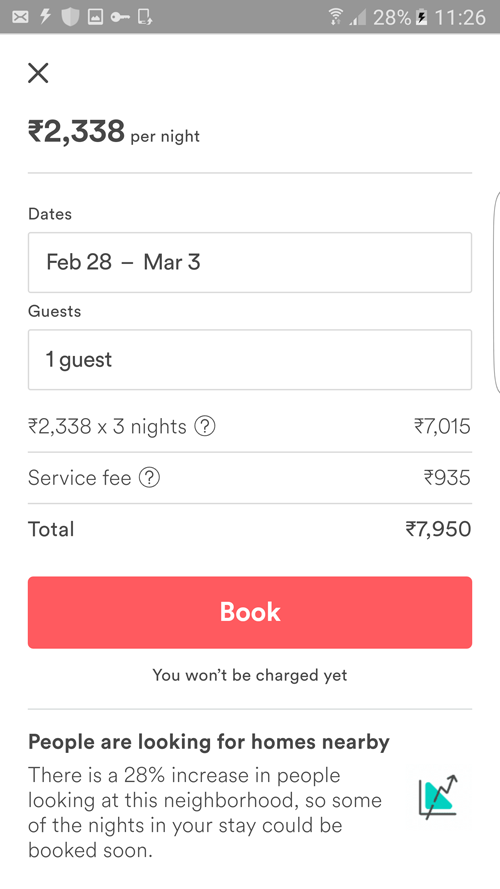 28% 11:26
₹2,338 per night
Dates
Feb 28 – Mar 3
Guests
1 guest
₹2,338 x 3 nights ? ₹7,015
Service fee ? ₹935
Total ₹7,950
Book
You won't be charged yet
People are looking for homes nearby
There is a 28% increase in people
looking at this neighborhood, so some
of the nights in your stay could be
booked soon.